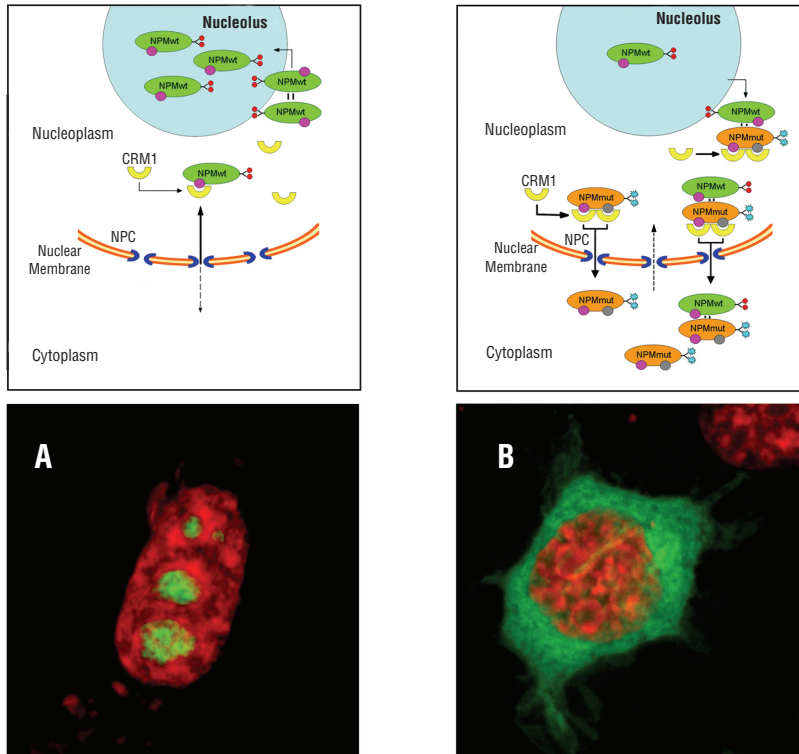 Nucleolus
NPMwt
NPMwt
NPMwt
NPMwt
NPMwt
Nucleoplasm
CRM1
NPMwt
NPC
Nuclear
Membrane
Cytoplasm
Nucleolus
NPMwt
NPMwt
Nucleoplasm
NPMmut
CRM1
NPMmut
NPMwt
NPMmut
NPC
Nuclear
Membrane
NPMmut
NPMwt
NPMmut
Cytoplasm
NPMmut
A
B